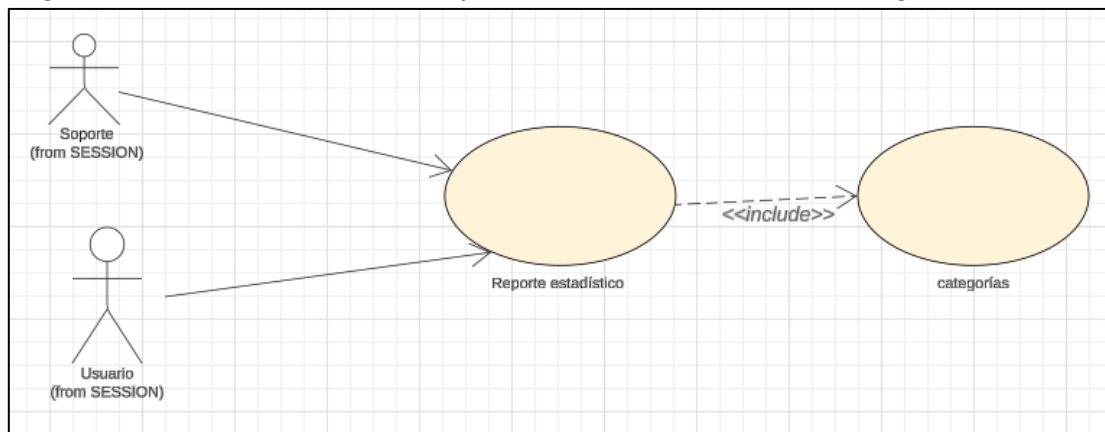 Soporte
(from SESSION)
<<include>>
Reporte estadístico
categorías
Usuario
(from SESSION)